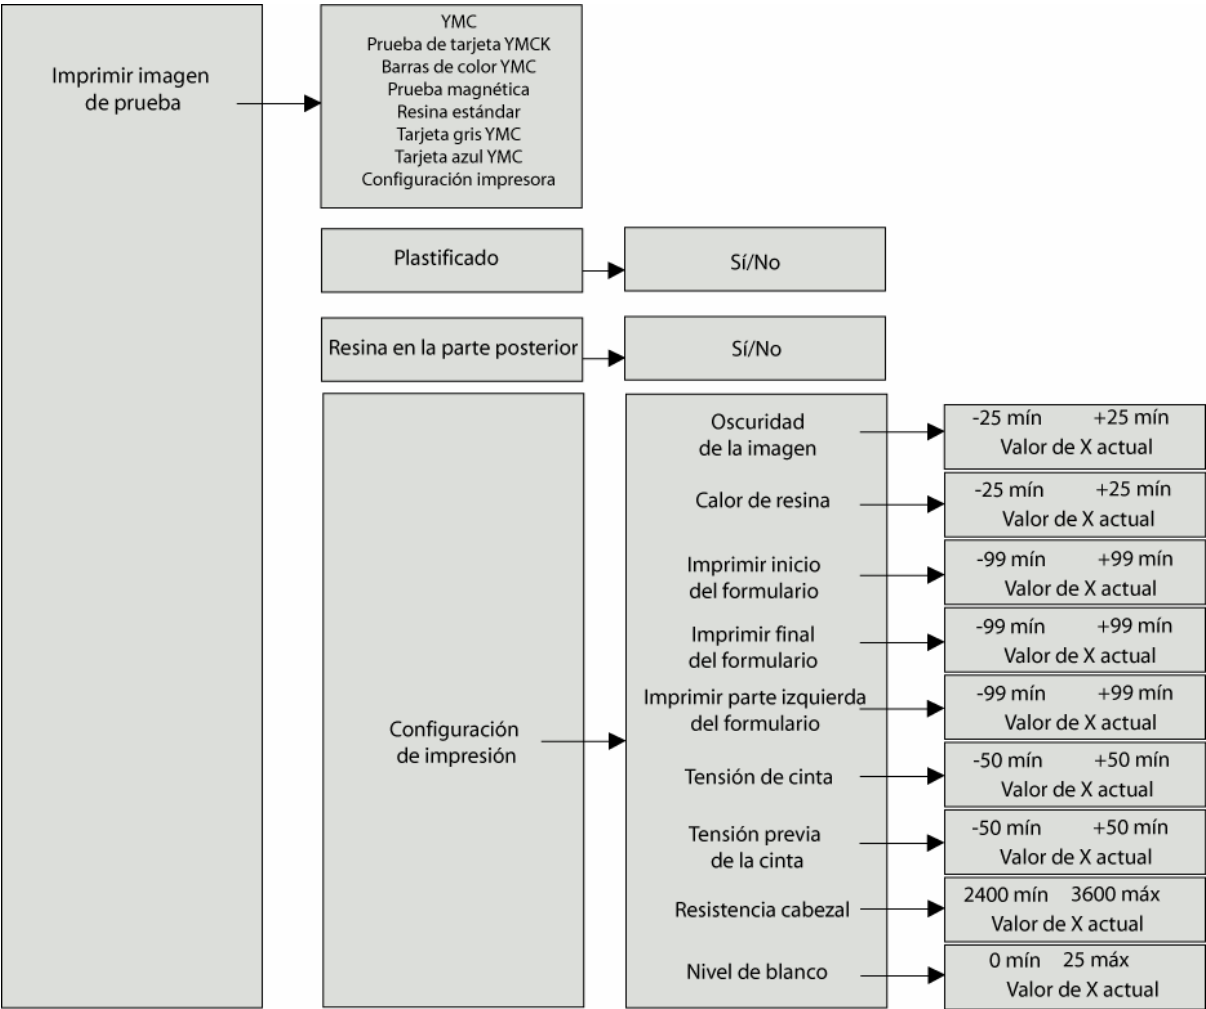 Imprimir imagen
de prueba
YMC
Prueba de tarjeta YMCK
Barras de color YMC
Prueba magnética
Resina estándar
Tarjeta gris YMC
Tarjeta azul YMC
Configuración impresora
Plastificado
Sí/No
Resina en la parte posterior
Sí/No
Configuración
de impresión
Oscuridad
de la imagen
-25 mín +25 mín
Valor de X actual
Calor de resina
-25 mín +25 mín
Valor de X actual
Imprimir inicio
del formulario
-99 mín +99 mín
Valor de X actual
Imprimir final
del formulario
-99 mín +99 mín
Valor de X actual
Imprimir parte izquierda
del formulario
-99 mín +99 mín
Valor de X actual
Tensión de cinta
-50 mín +50 mín
Valor de X actual
Tensión previa
de la cinta
-50 mín +50 mín
Valor de X actual
Resistencia cabezal
2400 mín 3600 máx
Valor de X actual
Nivel de blanco
0 mín 25 máx
Valor de X actual